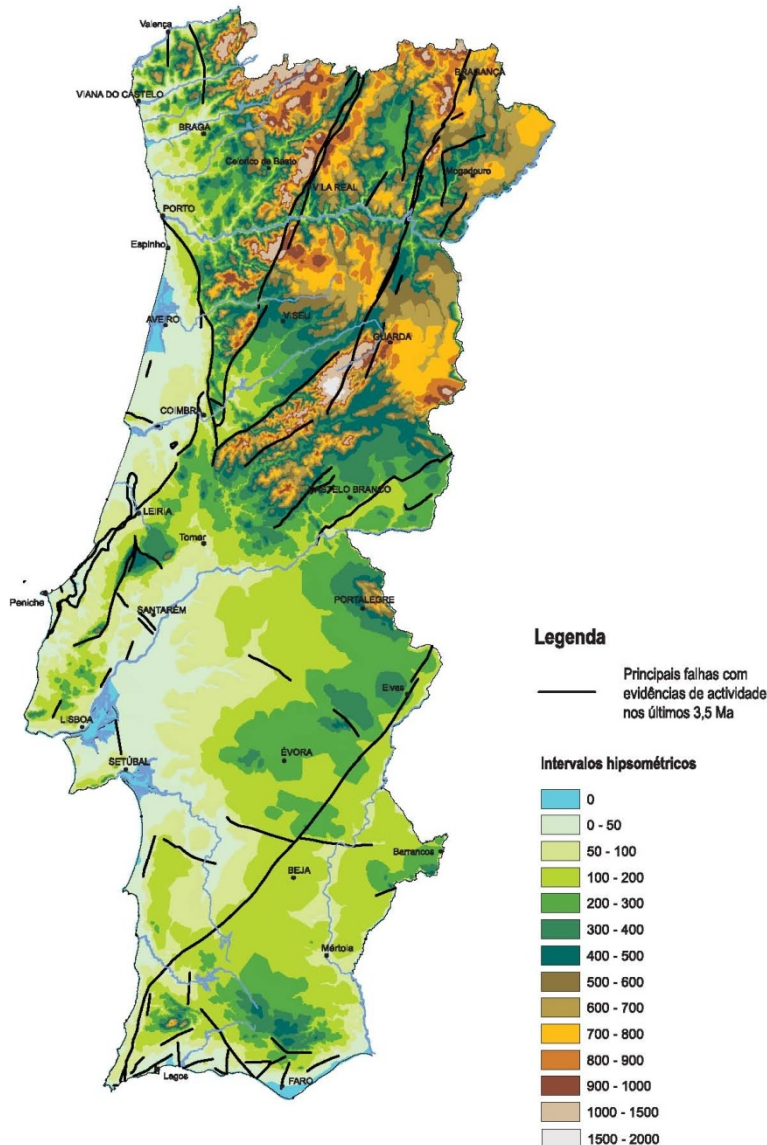 Valença
BRAGANÇA
VIANA DO CASTELO
BRAGA
Celorico de Basto
Mogadouro
VILA REAL
PORTO
Espinho
AVEIRO
VISEU
GUARDA
COIMBRA
CASTELO BRANCO
LEIRIA
Tomar
Peniche
PORTALEGRE
SANTARÉM
Elvas
LISBOA
SETÚBAL
ÉVORA
Barrancos
BEJA
Mértola
Lagos
FARO
Legenda
Principais falhas com
evidências de actividade
nos últimos 3,5 Ma
Intervalos hipsométricos
0
0 - 50
50 - 100
100 - 200
200 - 300
300 - 400
400 - 500
500 - 600
600 - 700
700 - 800
800 - 900
900 - 1000
1000 - 1500
1500 - 2000